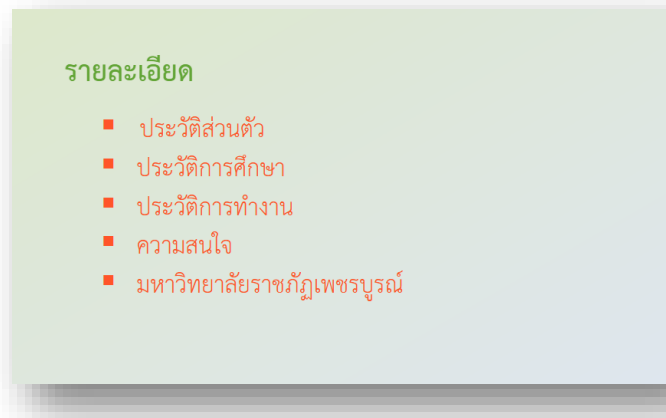 รายละเอียด
ประวัติส่วนตัว
ประวัติการศึกษา
ประวัติการทำงาน
ความสนใจ
มหาวิทยาลัยราชภัฏเพชรบูรณ์